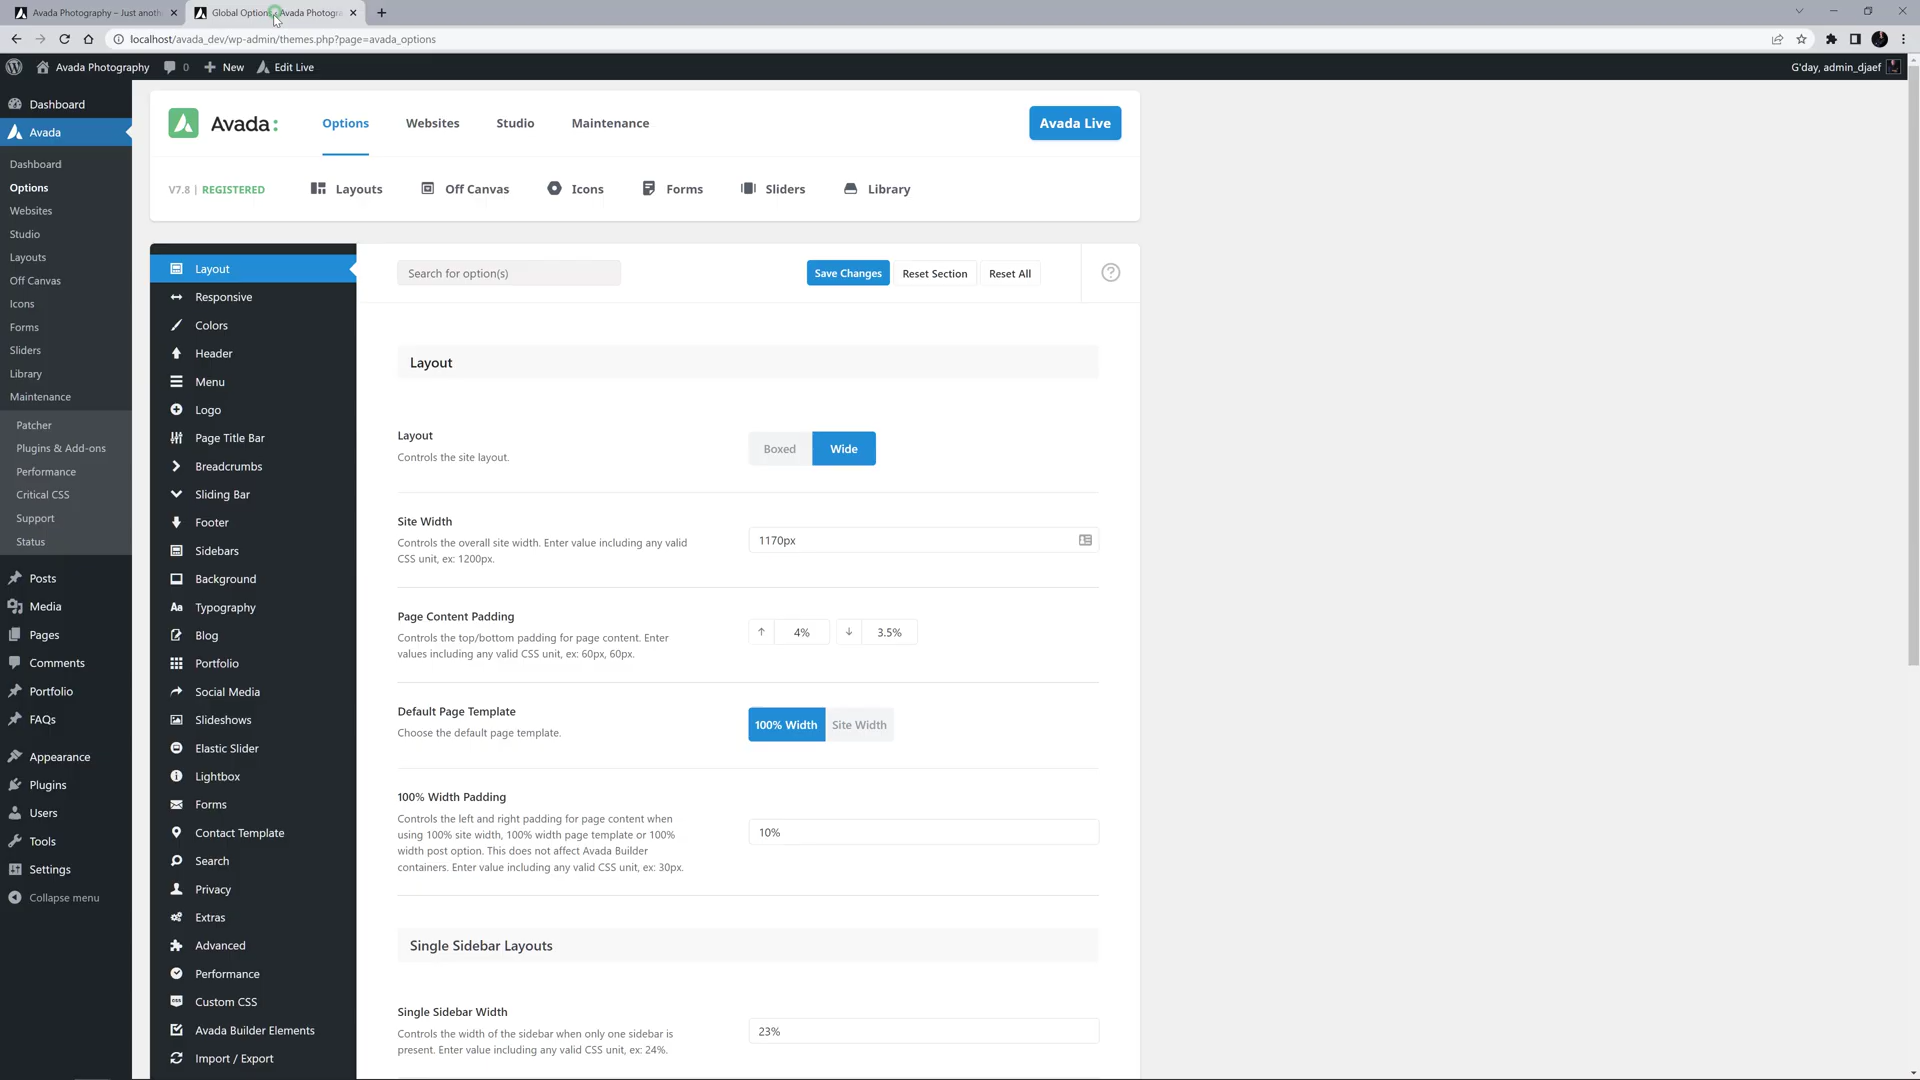 Avada Photography – Just anoth
Global Options Avada Photogra
localhost/avada_dev/wp-admin/themes.php?page=avada_options
Avada Photography
0
New
Edit Live
G'day, admin_djaef
Dashboard
Avada
Dashboard
Options
Websites
Studio
Layouts
Off Canvas
Icons
Forms
Sliders
Library
Maintenance
Patcher
Plugins & Add-ons
Performance
Critical CSS
Support
Status
Posts
Media
Pages
Comments
Portfolio
FAQs
Appearance
Plugins
Users
Tools
Settings
Collapse menu
Avada:
Options
Websites
Studio
Maintenance
Avada Live
V7.8 | REGISTERED
Layouts
Off Canvas
Icons
Forms
Sliders
Library
Layout
Responsive
Colors
Header
Menu
Logo
Page Title Bar
Breadcrumbs
Sliding Bar
Footer
Sidebars
Background
Aa Typography
Blog
Portfolio
Social Media
Slideshows
Elastic Slider
Lightbox
Forms
Contact Template
Search
Privacy
Extras
Advanced
Performance
Custom CSS
Avada Builder Elements
Import / Export
Search for option(s)
Save Changes
Reset Section
Reset All
Layout
Layout
Controls the site layout.
Boxed
Wide
Site Width
Controls the overall site width. Enter value including any valid
CSS unit, ex: 1200px.
1170px
Page Content Padding
Controls the top/bottom padding for page content. Enter
values including any valid CSS unit, ex: 60px, 60px.
4%
3.5%
Default Page Template
Choose the default page template.
100% Width
Site Width
100% Width Padding
Controls the left and right padding for page content when
using 100% site width, 100% width page template or 100%
width post option. This does not affect Avada Builder
containers. Enter value including any valid CSS unit, ex: 30px.
10%
Single Sidebar Layouts
Single Sidebar Width
Controls the width of the sidebar when only one sidebar is
present. Enter value including any valid CSS unit, ex: 24%.
23%